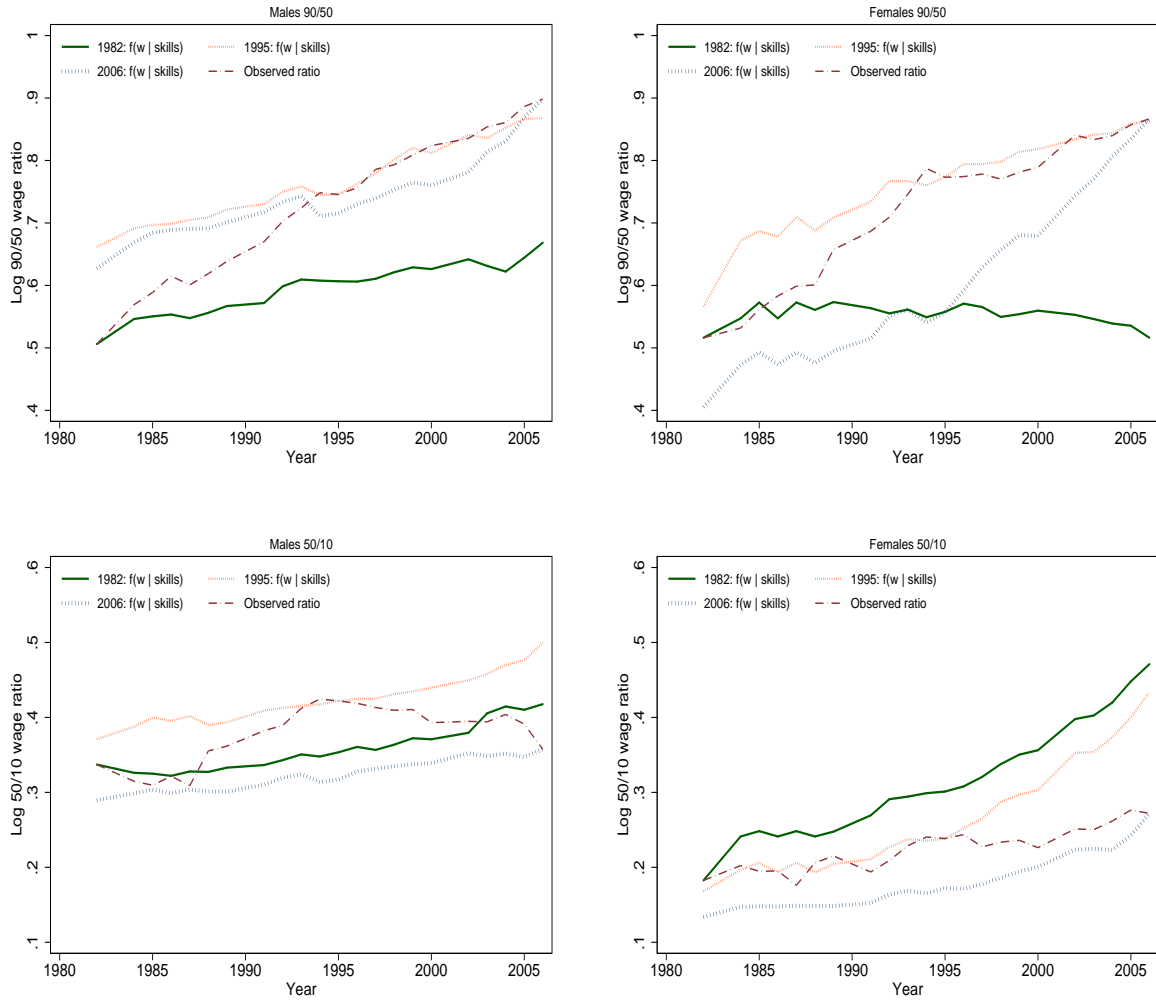 Males 90/50
1982: f(w | skills) 1995: f(w | skills)
2006: f(w | skills) Observed ratio
Log 90/50 wage ratio
1
.9
.8
.7
.6
.5
.4
1980 1985 1990 1995 2000 2005
Year
Females 90/50
1982: f(w | skills) 1995: f(w | skills)
2006: f(w | skills) Observed ratio
Log 90/50 wage ratio
1
.9
.8
.7
.6
.5
.4
1980 1985 1990 1995 2000 2005
Year
Males 50/10
1982: f(w | skills) 1995: f(w | skills)
2006: f(w | skills) Observed ratio
Log 50/10 wage ratio
.6
.5
.4
.3
.2
.1
1980 1985 1990 1995 2000 2005
Year
Females 50/10
1982: f(w | skills) 1995: f(w | skills)
2006: f(w | skills) Observed ratio
Log 50/10 wage ratio
.6
.5
.4
.3
.2
.1
1980 1985 1990 1995 2000 2005
Year